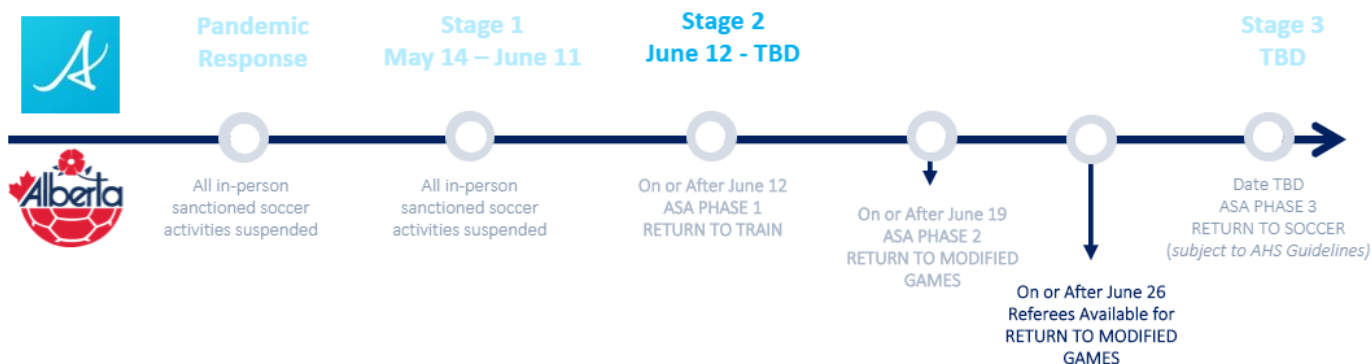 Pandemic
Response
Stage 1
May 14 – June 11
Stage 2
June 12 - TBD
Stage 3
TBD
A
Alberta
All in-person
sanctioned soccer
activities suspended
All in-person
sanctioned soccer
activities suspended
On or After June 12
ASA PHASE 1
RETURN TO TRAIN
On or After June 19
ASA PHASE 2
RETURN TO MODIFIED
GAMES
On or After June 26
Referees Available for
RETURN TO MODIFIED
GAMES
Date TBD
ASA PHASE 3
RETURN TO SOCCER
(subject to AHS Guidelines)